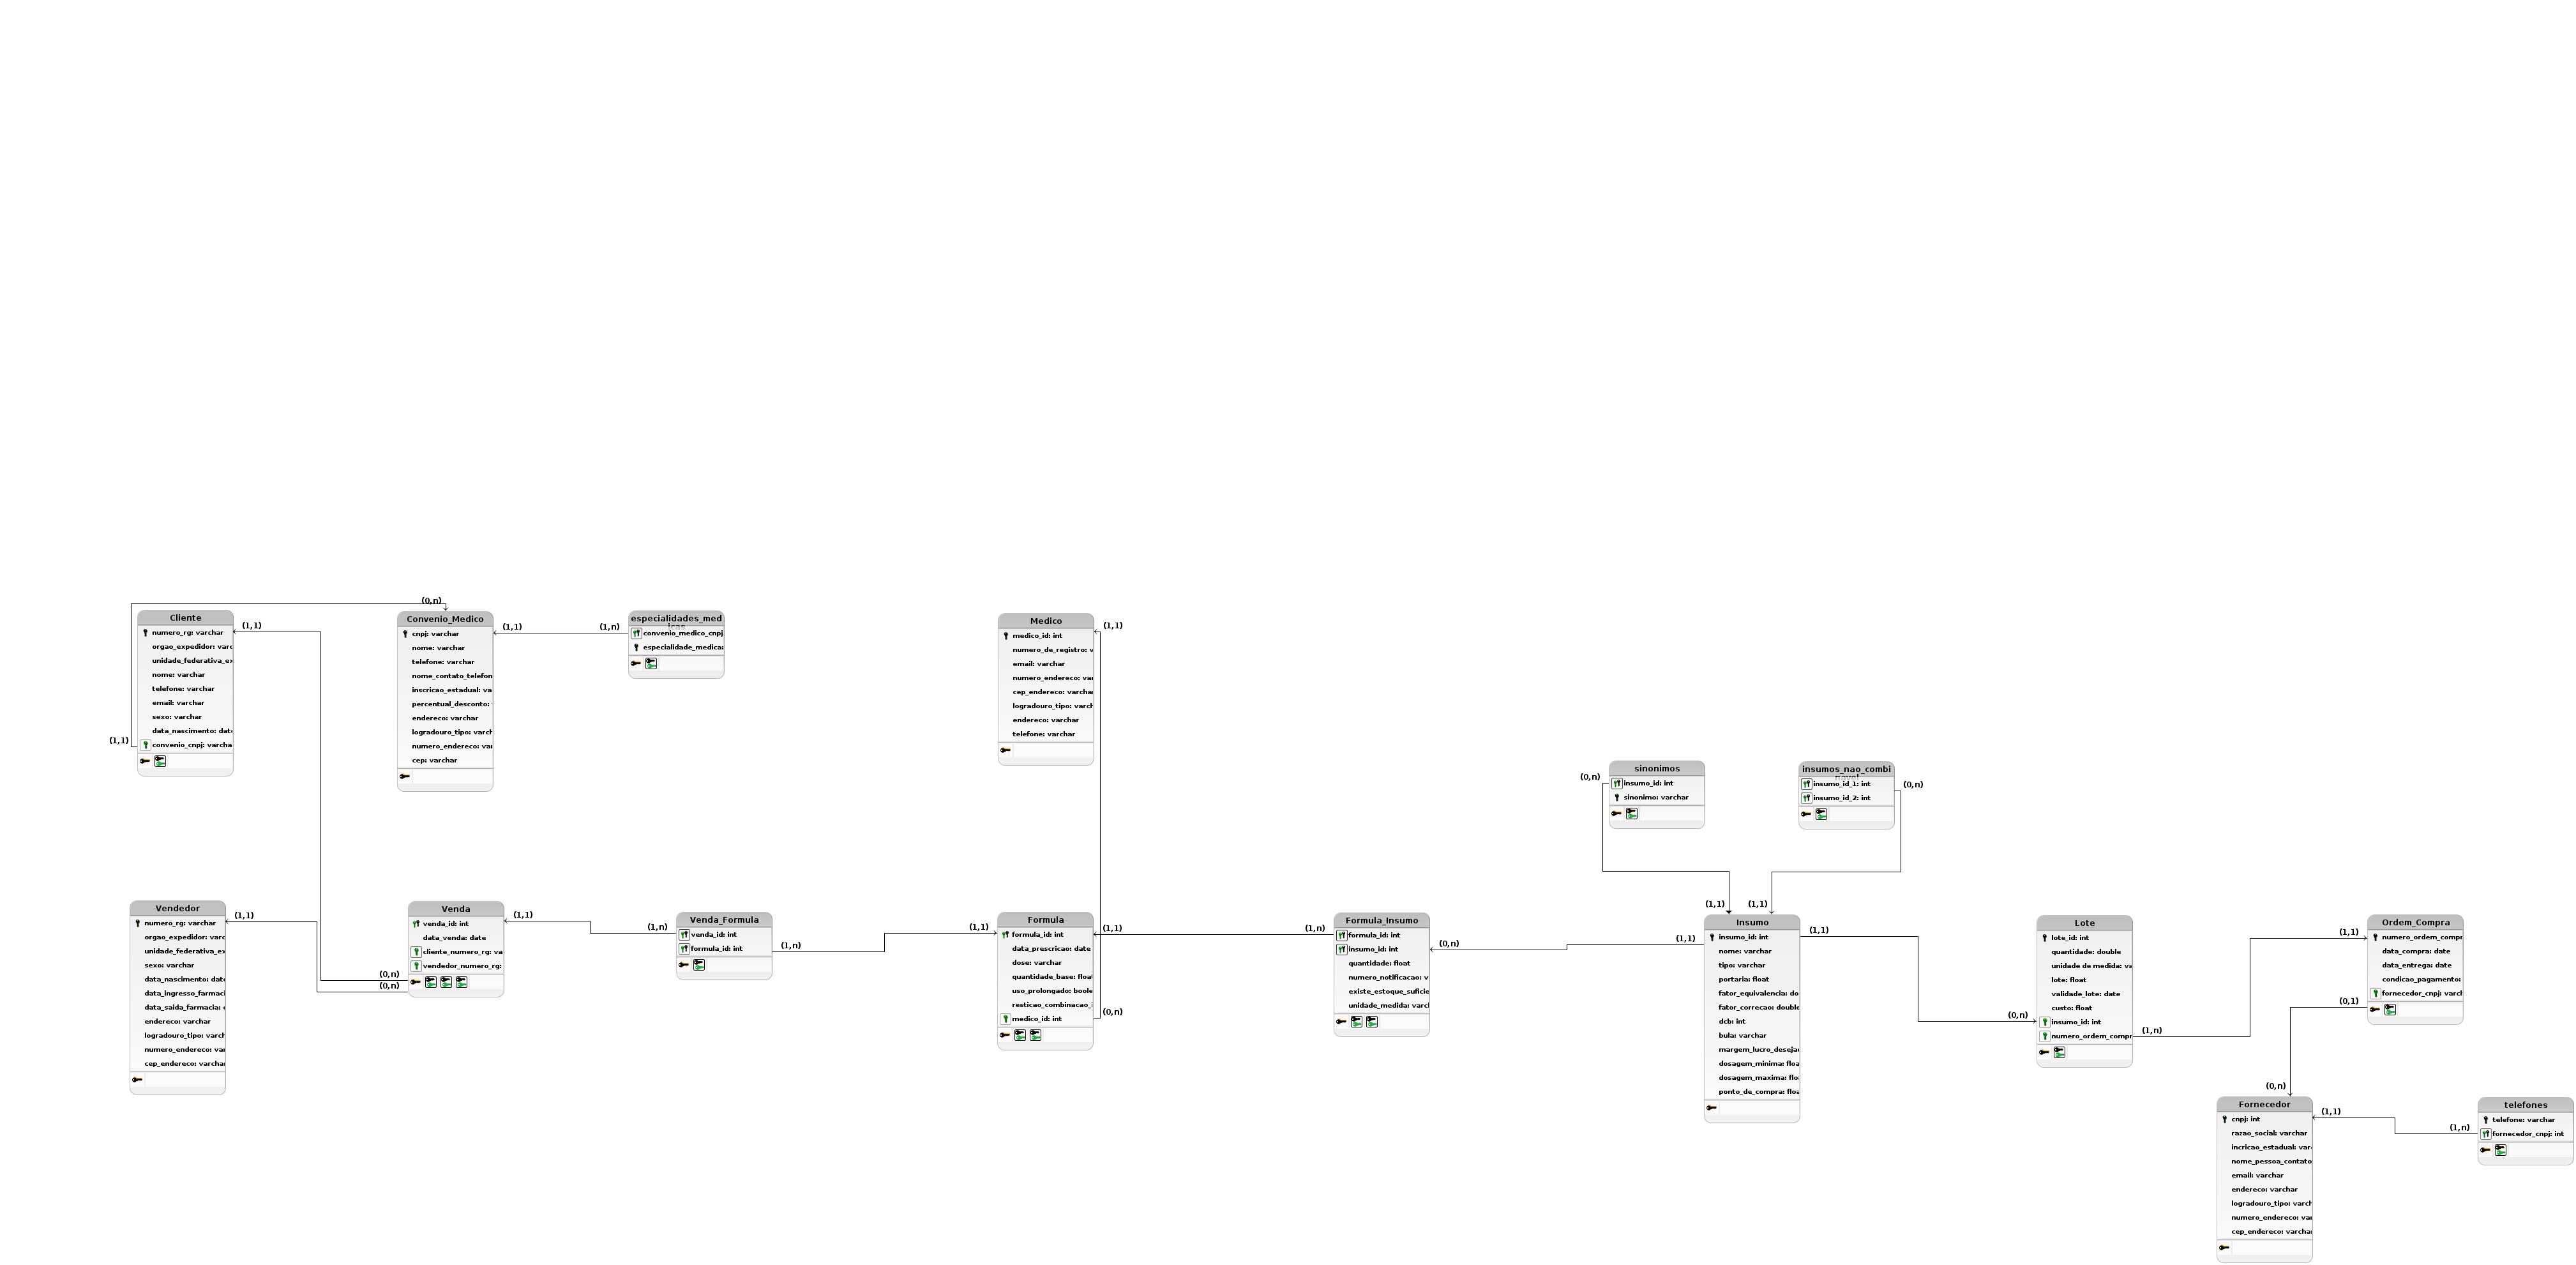 Cliente
numero_rg: varchar
orgao_expedidor: varc
unidade_federativa_ex
nome: varchar
telefone: varchar
email: varchar
sexo: varchar
data_nascimento: date
convenio_cnpj: varcha
(1,1)
(1,1)
(0,n)
Convenio_Medico
cnpj: varchar
nome: varchar
telefone: varchar
nome_contato_telefon
inscricao_estadual: va
percentual_desconto:
endereco: varchar
logradouro_tipo: varch
numero_endereco: var
cep: varchar
(1,1)
(1,n)
especialidades_med
icas
convenio_medico_cnpj
especialidade_medica:
Medico
medico_id: int
numero_de_registro: v
email: varchar
numero_endereco: var
cep_endereco: varchar
logradouro_tipo: varch
endereco: varchar
telefone: varchar
(1,1)
sinonimos
insumo_id: int
sinonimo: varchar
(0,n)
insumos_nao_combi
insumo_id_1: int
insumo_id_2: int
(0,n)
Vendedor
numero_rg: varchar
orgao_expedidor: varc
unidade_federativa_ex
sexo: varchar
data_nascimento: date
data_ingresso_farmaci
data_saida_farmacia: d
endereco: varchar
logradouro_tipo: varch
numero_endereco: var
cep_endereco: varchar
(1,1)
(0,n)
(0,n)
Venda
venda_id: int
data_venda: date
cliente_numero_rg: va
vendedor_numero_rg:
(1,1)
(1,n)
Venda_Formula
venda_id: int
formula_id: int
(1,n)
(1,1)
Formula
formula_id: int
data_prescricao: date
dose: varchar
quantidade_base: float
uso_prolongado: boole
resticao_combinacao_i
medico_id: int
(1,1)
(0,n)
(1,n)
Formula_Insumo
formula_id: int
insumo_id: int
quantidade: float
numero_notificacao: v
existe_estoque_suficie
unidade_medida: varcl
(0,n)
(1,1)
(1,1)
(1,1)
Insumo
insumo_id: int
nome: varchar
tipo: varchar
portaria: float
fator_equivalencia: do
fator_correcao: double
dcb: int
bula: varchar
margem_lucro_desejad
dosagem_minima: floa
dosagem_maxima: floa
ponto_de_compra: floa
(1,1)
(0,n)
Lote
lote_id: int
quantidade: double
unidade de medida: va
lote: float
validade_lote: date
custo: float
insumo_id: int
numero_ordem_compr
(1,n)
(1,1)
Ordem_Compra
numero_ordem_compr
data_compra: date
data_entrega: date
condicao_pagamento:
fornecedor_cnpj: varch
(0,1)
(0,n)
Fornecedor
cnpj: int
razao_social: varchar
incricao_estadual: varc
nome_pessoa_contato
email: varchar
endereco: varchar
logradouro_tipo: varch
numero_endereco: var
cep_endereco: varchar
(1,1)
(1,n)
telefones
telefone: varchar
fornecedor_cnpj: int